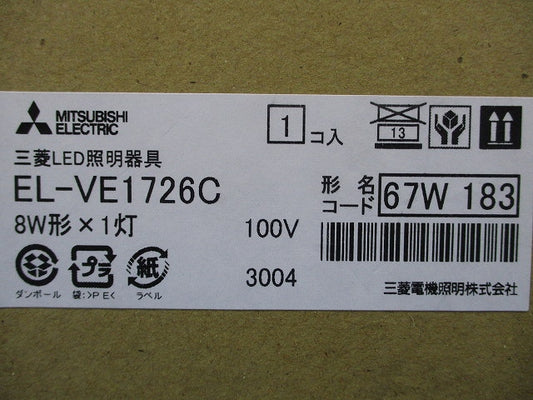 MITSUBISHI
ELECTRIC
1 コ入
13
三菱LED照明器具
EL-VE1726C
形名
コード
67W 183
8W形×1灯
100V
プラ
紙
ダンボール
袋:>PE<
ラベル
3004
三菱電機照明株式会社